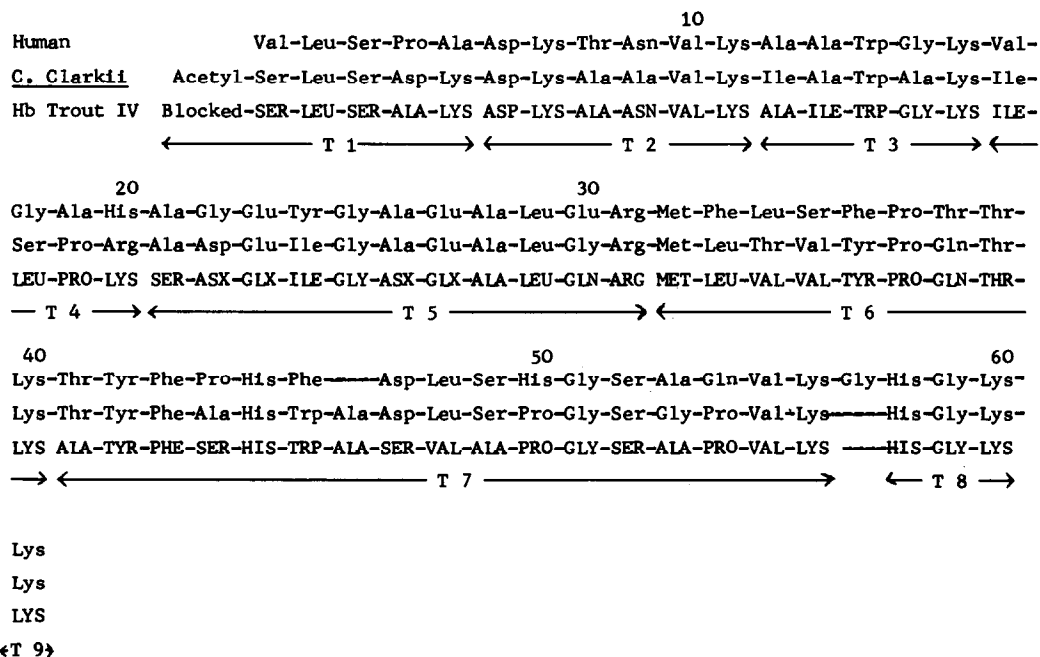 10
Human Val-Leu-Ser-Pro-Ala-Asp-Lys-Thr-Asn-Val-Lys-Ala-Ala-Trp-Gly-Lys-Val-
C. Clarkii Acetyl-Ser-Leu-Ser-Asp-Lys-Asp-Lys-Ala-Ala-Val-Lys-Ile-Ala-Trp-Ala-Lys-Ile-
Hb Trout IV Blocked-SER-LEU-SER-ALA-LYS ASP-LYS-ALA-ASN-VAL-LYS ALA-ILE-TRP-GLY-LYS ILE-
T 1 T 2 T 3
20 30
Gly-Ala-His-Ala-Gly-Glu-Tyr-Gly-Ala-Glu-Ala-Leu-Glu-Arg-Met-Phe-Leu-Ser-Phe-Pro-Thr-Thr-
Ser-Pro-Arg-Ala-Asp-Glu-Ile-Gly-Ala-Glu-Ala-Leu-Gly-Arg-Met-Leu-Thr-Val-Tyr-Pro-Gln-Thr-
LEU-PRO-LYS SER-ASX-GLX-ILE-GLY-ASX-GLX-ALA-LEU-GLN-ARG MET-LEU-VAL-VAL-TYR-PRO-GLN-THR-
T 4 T 5 T 6
40 50 60
Lys-Thr-Tyr-Phe-Pro-His-Phe——Asp-Leu-Ser-His-Gly-Ser-Ala-Gln-Val-Lys-Gly-His-Gly-Lys-
Lys-Thr-Tyr-Phe-Ala-His-Trp-Ala-Asp-Leu-Ser-Pro-Gly-Ser-Gly-Pro-Val-Lys——His-Gly-Lys-
LYS ALA-TYR-PHE-SER-HIS-TRP-ALA-SER-VAL-ALA-PRO-GLY-SER-ALA-PRO-VAL-LYS ——HIS-GLY-LYS
T 7 T 8
Lys
Lys
LYS
T 9